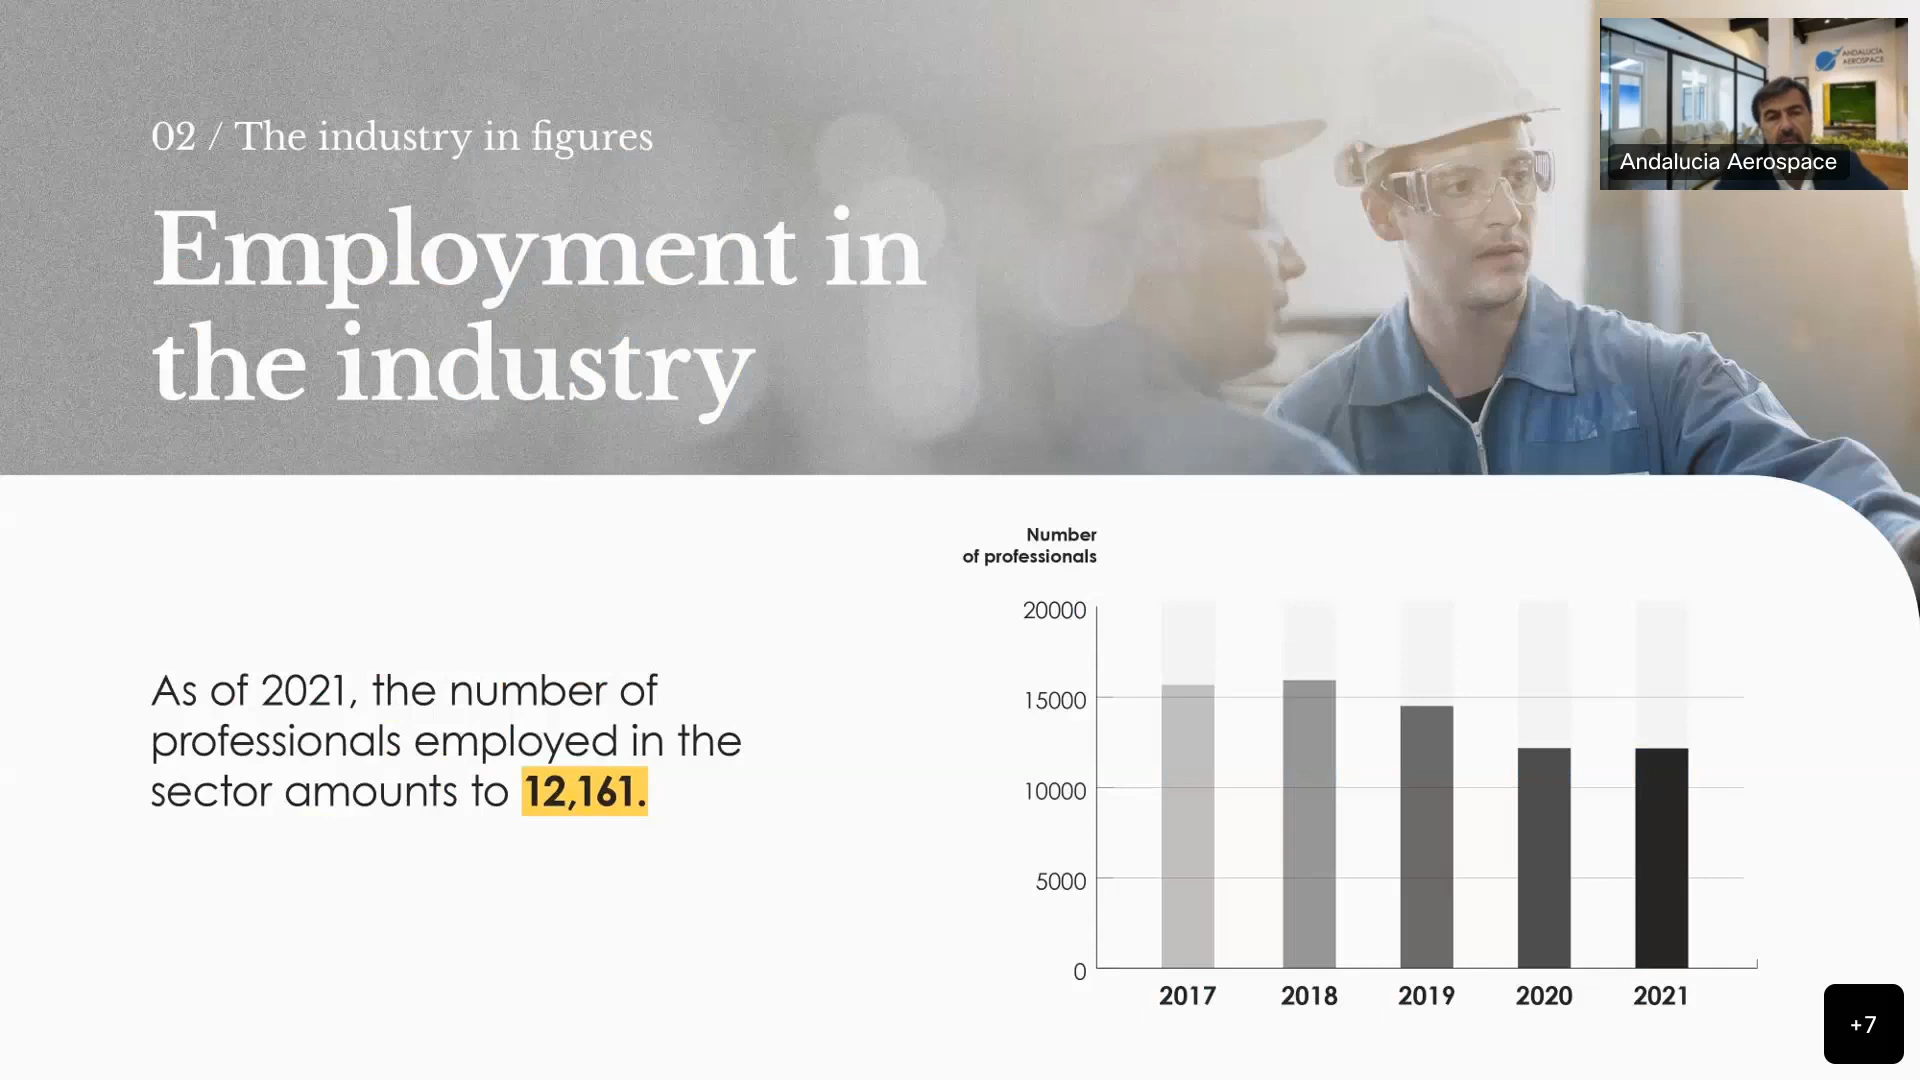 02 / The industry in figures
Employment in
the industry
ANDALUCÍA
AEROSPACE
Andalucia Aerospace
Number
of professionals
As of 2021, the number of
professionals employed in the
sector amounts to 12,161.
20000
15000
10000
5000
0
2017 2018 2019 2020 2021
+7